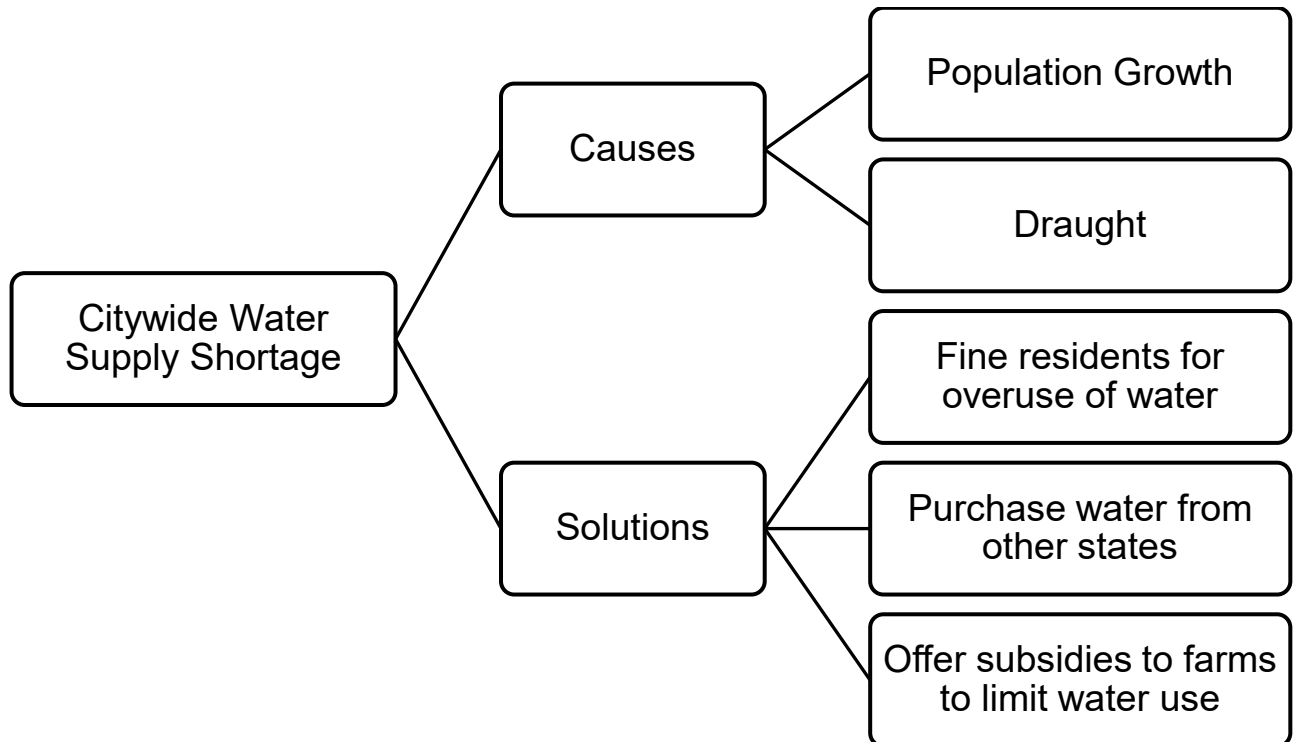 Citywide Water
Supply Shortage
Causes
Population Growth
Draught
Solutions
Fine residents for
overuse of water
Purchase water from
other states
Offer subsidies to farms
to limit water use